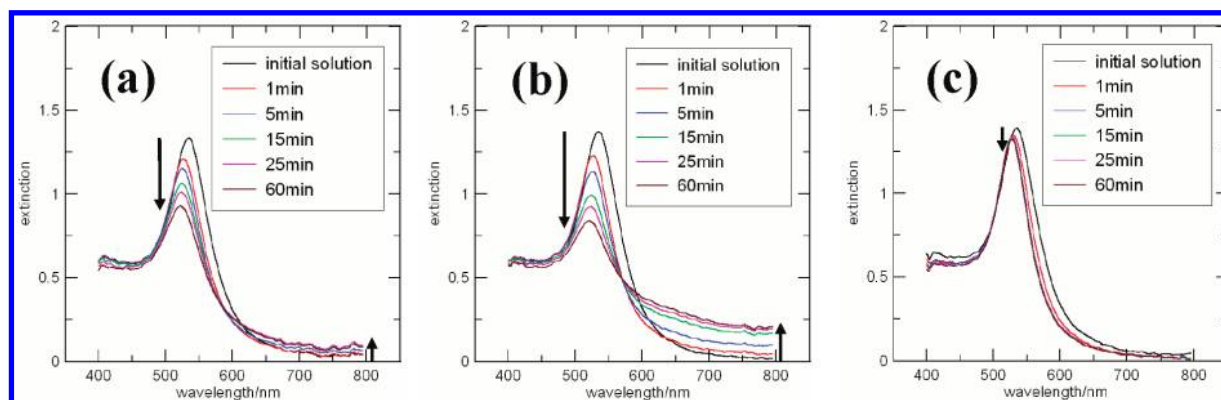 (a)
initial solution
1min
5min
15min
25min
60min
2
1.5
1
0.5
0
extinction
400 500 600 700 800
wavelength/nm
(b)
initial solution
1min
5min
15min
25min
60min
2
1.5
1
0.5
0
extinction
400 500 600 700 800
wavelength/nm
(c)
initial solution
1min
5min
15min
25min
60min
2
1.5
1
0.5
0
extinction
400 500 600 700 800
wavelength/nm